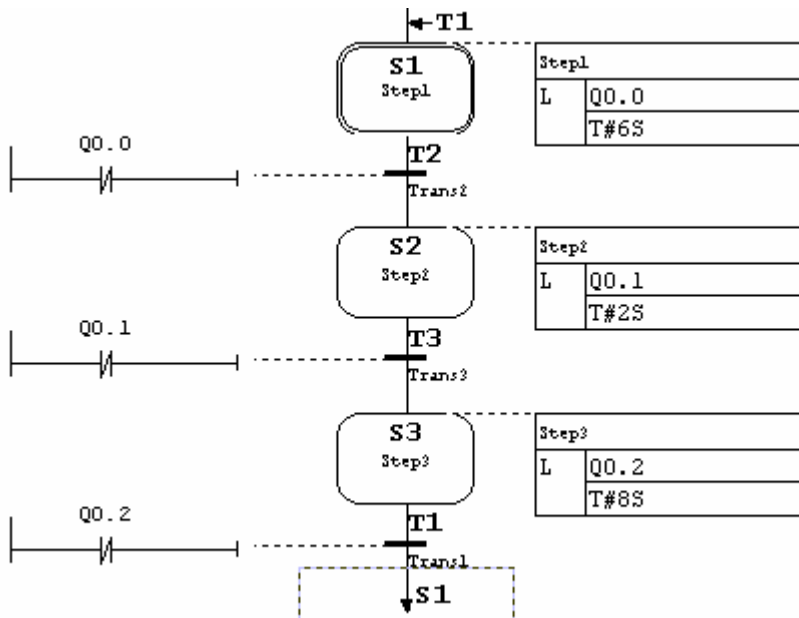 T1
S1
Step1
Step1
L Q0.0
T#6S
Q0.0
T2
Trans2
S2
Step2
Step2
L Q0.1
T#2S
Q0.1
T3
Trans3
S3
Step3
Step3
L Q0.2
T#8S
Q0.2
T1
Trans1
S1